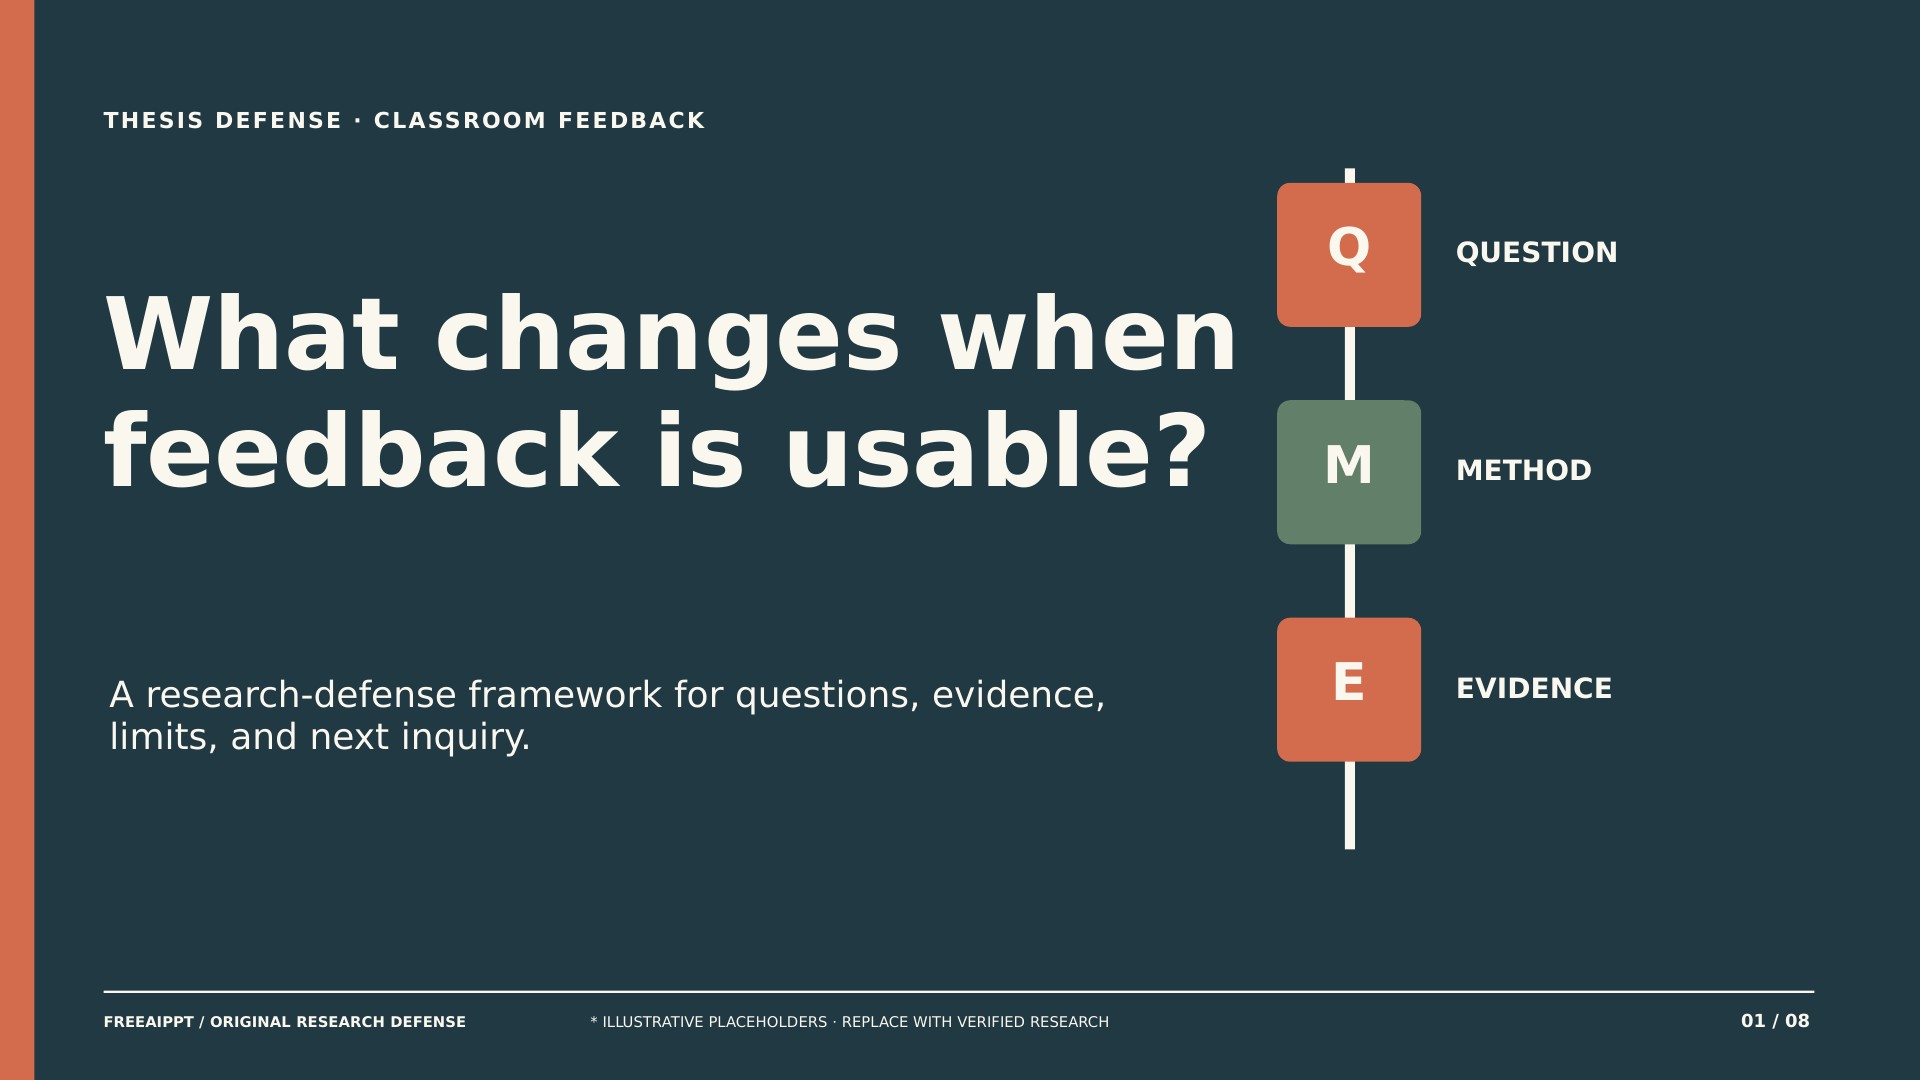 THESIS DEFENSE · CLASSROOM FEEDBACK
What changes when
feedback is usable?
A research-defense framework for questions, evidence,
limits, and next inquiry.
Q
QUESTION
M
METHOD
E
EVIDENCE
FREEAIPPT / ORIGINAL RESEARCH DEFENSE
* ILLUSTRATIVE PLACEHOLDERS · REPLACE WITH VERIFIED RESEARCH
01 / 08